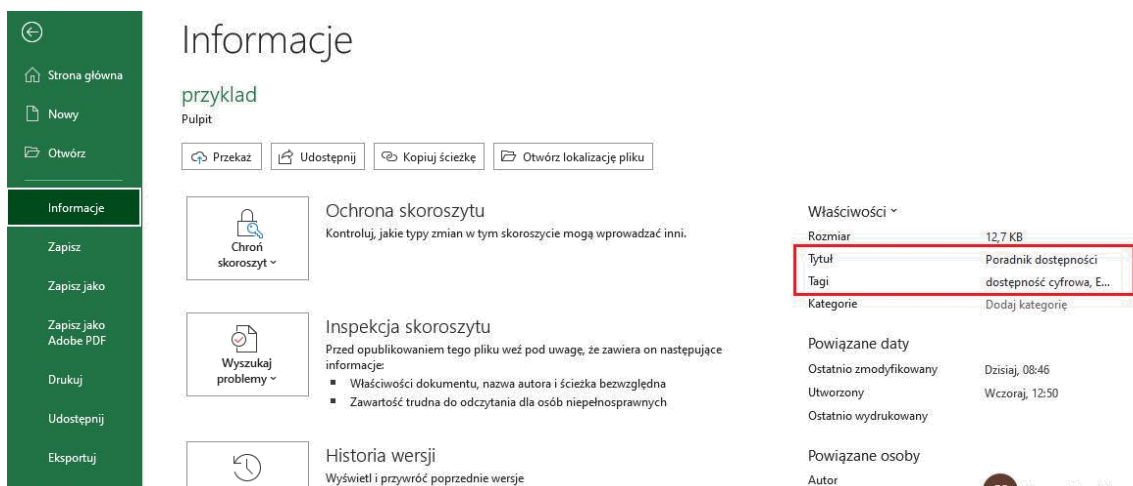 Informacje
Strona główna
Nowy
Otwórz
Informacje
Zapisz
Zapisz jako
Zapisz jako
Adobe PDF
Drukuj
Udostępnij
Eksportuj
przyklad
Pulpit
Przekaż
Udostępnij
Kopiuj ścieżkę
Otwórz lokalizację pliku
Chroń
skoroszyt
Ochrona skoroszytu
Kontroluj, jakie typy zmian w tym skoroszycie mogą wprowadzać inni.
Wyszukaj
problemy
Inspekcja skoroszytu
Przed opublikowaniem tego pliku weź pod uwagę, że zawiera on następujące
informacje:
Właściwości dokumentu, nazwa autora i ścieżka bezwzględna
Zawartość trudna do odczytania dla osób niepełnosprawnych
Historia wersji
Wyświetl i przywróć poprzednie wersje
Właściwości
Rozmiar 12,7 KB
Tytuł Poradnik dostępności
Tagi dostępność cyfrowa, E...
Kategorie Dodaj kategorię
Powiązane daty
Ostatnio zmodyfikowany Dzisiaj, 08:46
Utworzony Wczoraj, 12:50
Ostatnio wydrukowany
Powiązane osoby
Autor